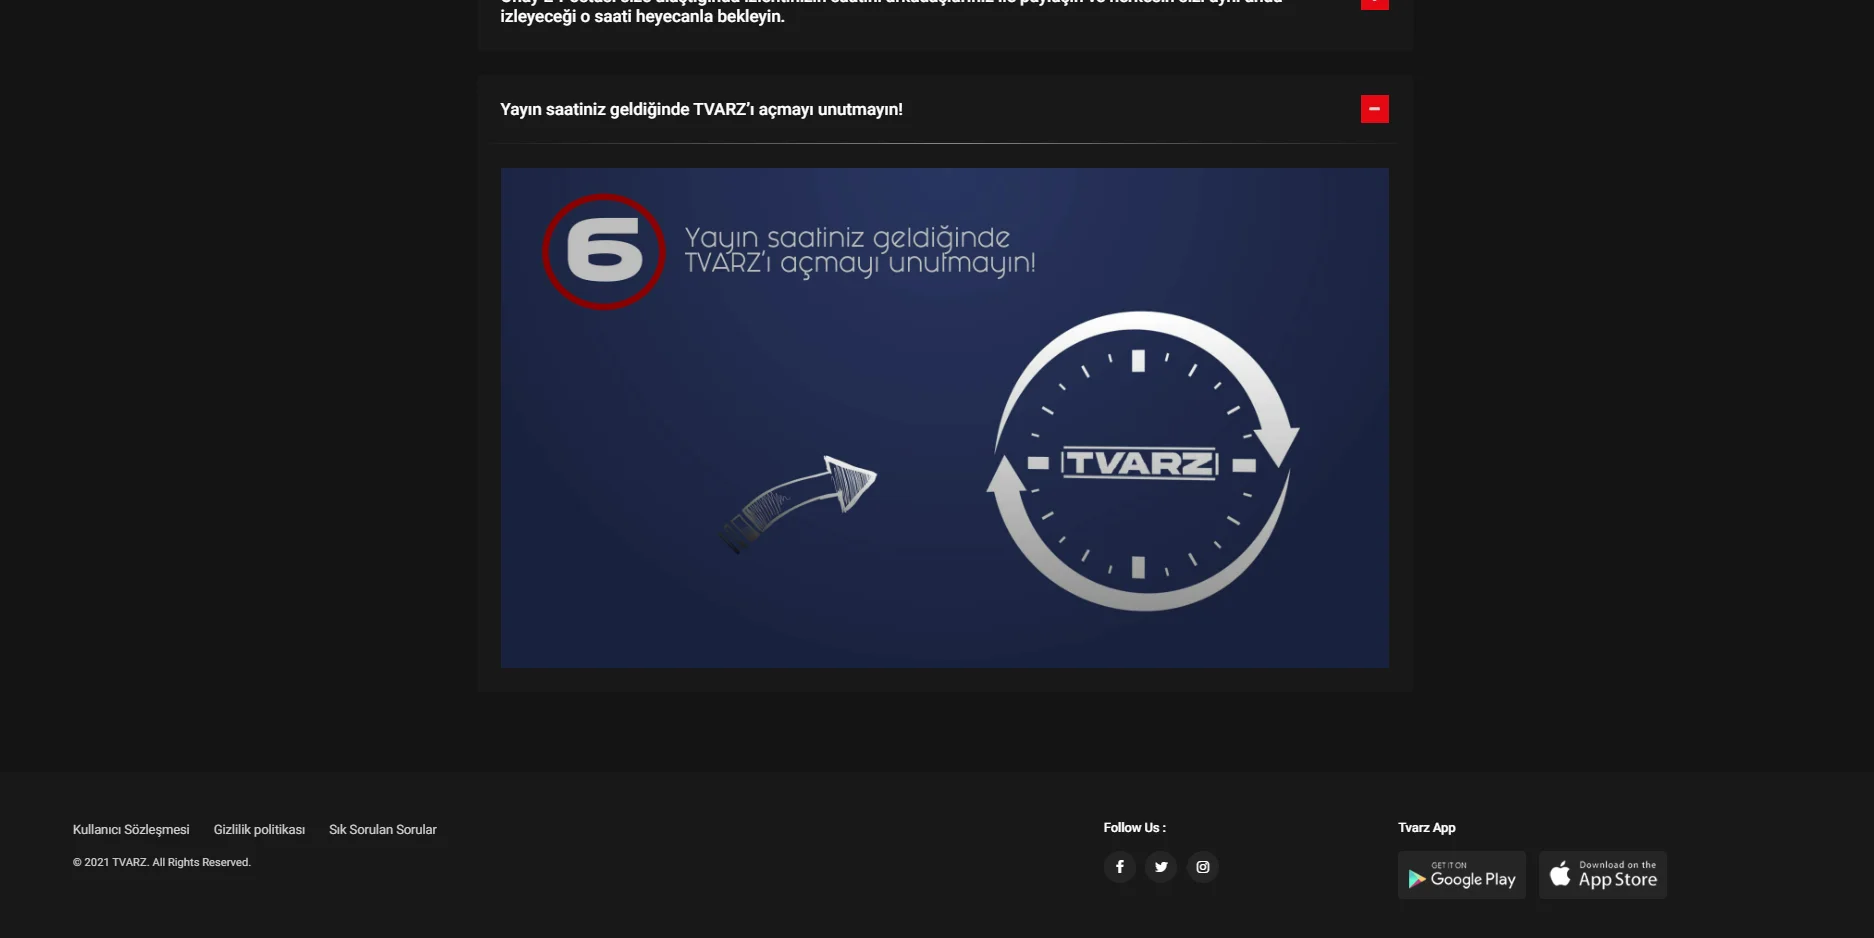 izleyeceği o saati heyecanla bekleyin.
Yayın saatiniz geldiğinde TVARZ’ı açmayı unutmayın!
6
Yayın saatiniz geldiğinde
TVARZ'ı açmayı unutmayın!
TVARZ
Kullanıcı Sözleşmesi Gizlilik politikası Sık Sorulan Sorular
© 2021 TVARZ. All Rights Reserved.
Follow Us :
Tvarz App
GET IT ON
Google Play
Download on the
App Store